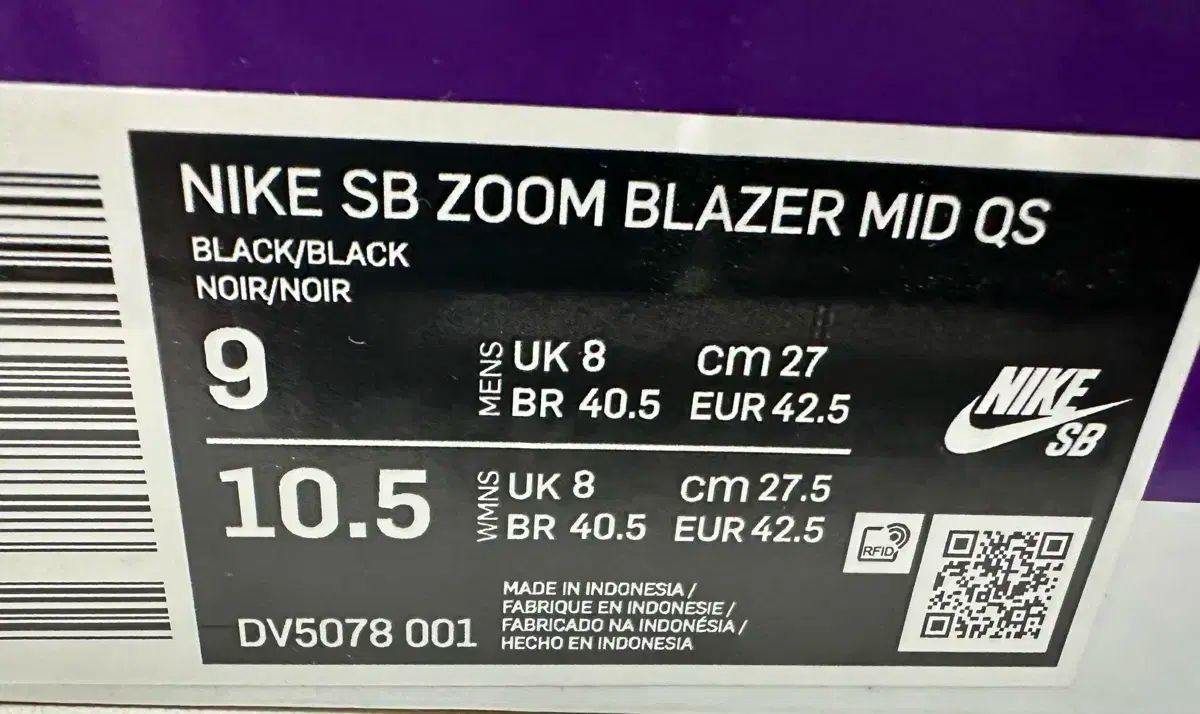 NIKE SB ZOOM BLAZER MID QS
BLACK/BLACK
NOIR/NOIR
9
MENS
UK 8 cm 27
BR 40.5 EUR 42.5
NIKE
SB
10.5
WMNS
UK 8 cm 27.5
BR 40.5 EUR 42.5
RFID
DV5078 001
MADE IN INDONESIA /
FABRIQUE EN INDONESIE /
FABRICADO NA INDONÉSIA /
HECHO EN INDONESIA